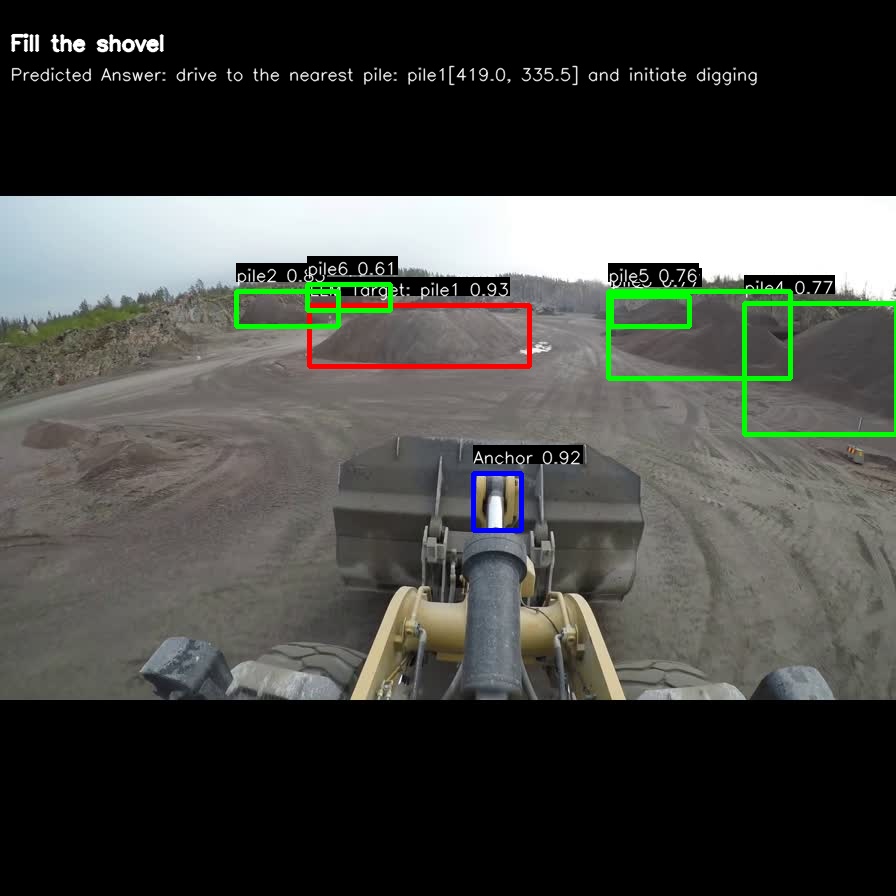 Fill the shovel
Predicted Answer: drive to the nearest pile: pile1[419.0, 335.5] and initiate digging
pile2 0.85
pile6 0.61
Target: pile1 0.93
pile5 0.76
pile4 0.77
Anchor 0.92